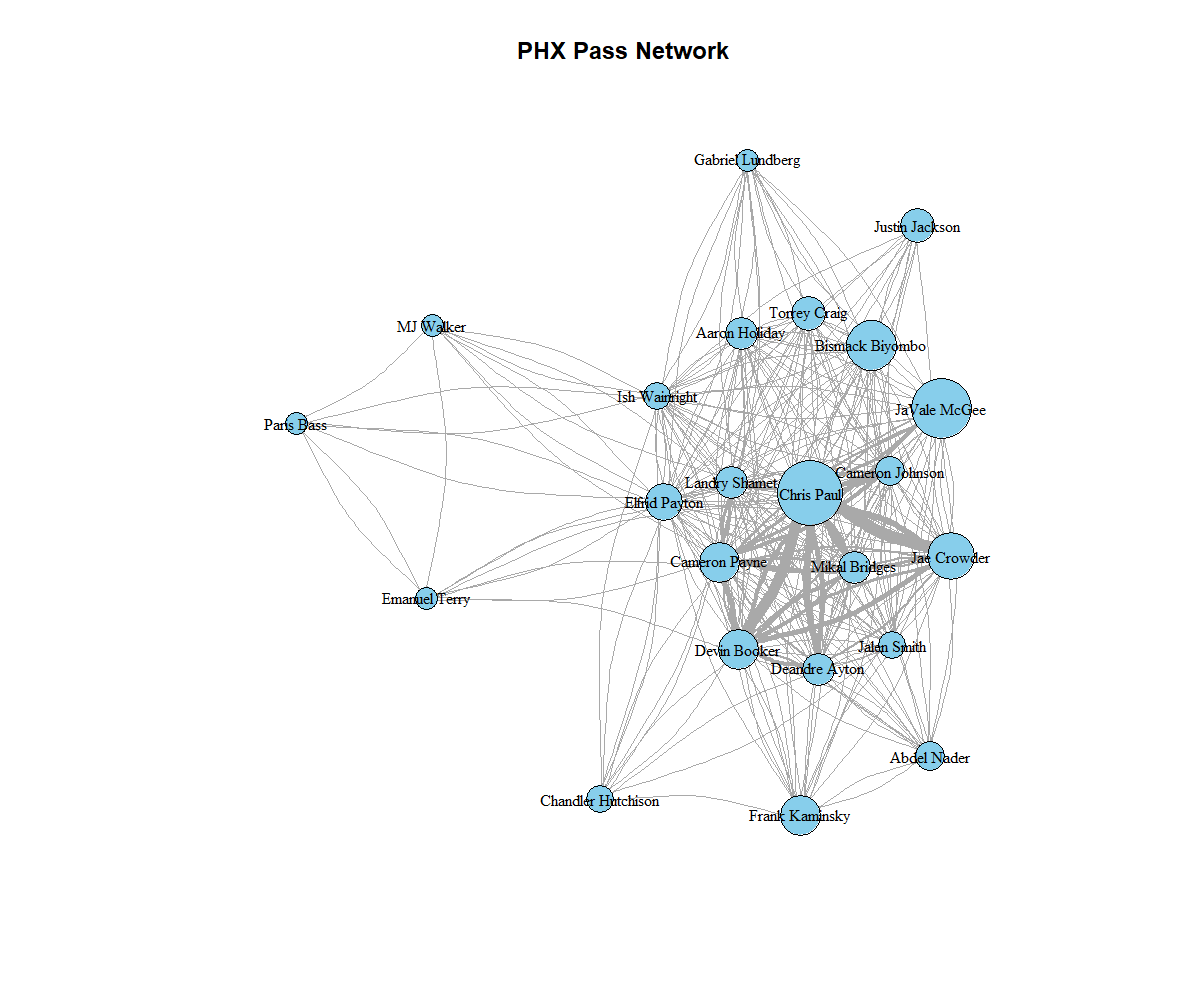 PHX Pass Network
Gabriel Lundberg
Justin Jackson
Torrey Craig
MJ Walker
Aaron Holiday
Bismack Biyombo
Ish Wainright
JaVale McGee
Paris Bass
Cameron Johnson
Landry Shamet
Chris Paul
Elfrid Payton
Jae Crowder
Cameron Payne
Mikal Bridges
Emanuel Terry
Jalen Smith
Devin Booker
Deandre Ayton
Abdel Nader
Chandler Hutchison
Frank Kaminsky